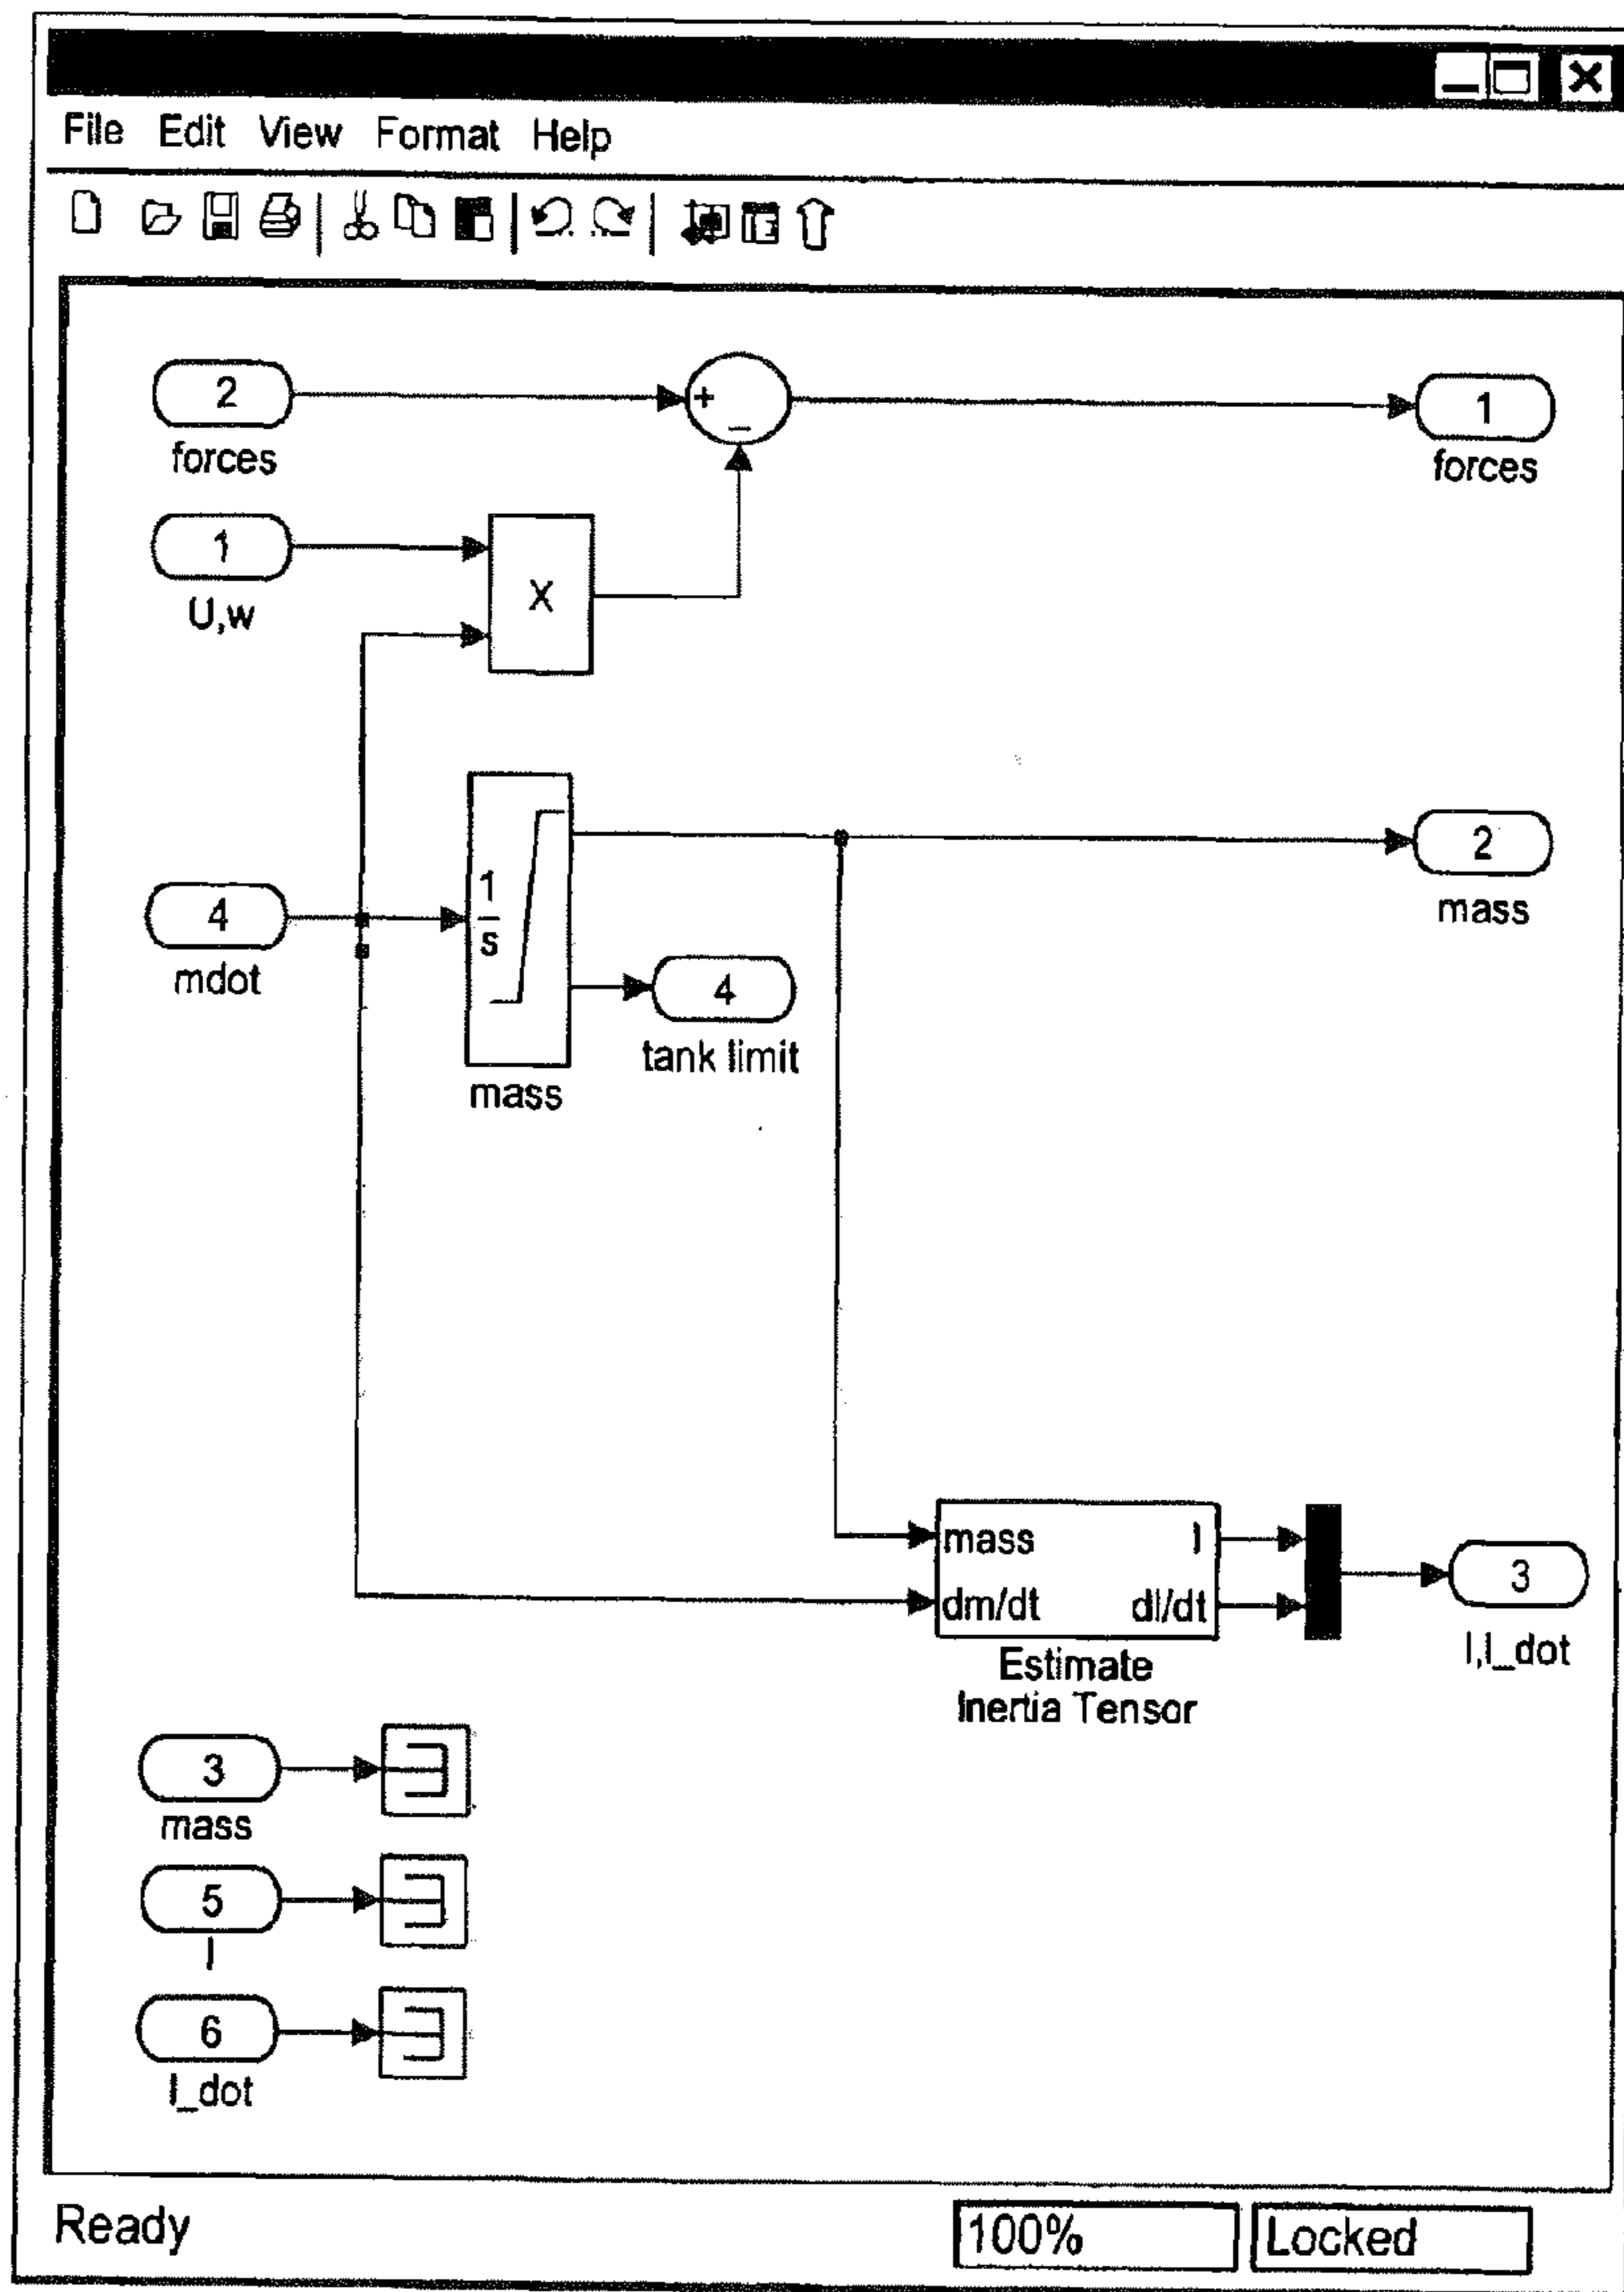 File Edit View Format Help
2
forces
+
−
1
forces
1
U,w
X
4
mdot
1
s
mass
4
tank limit
2
mass
mass
I
dm/dt
dI/dt
Estimate
Inertia Tensor
3
I,I_dot
3
mass
5
I
6
I_dot
Ready
100%
Locked